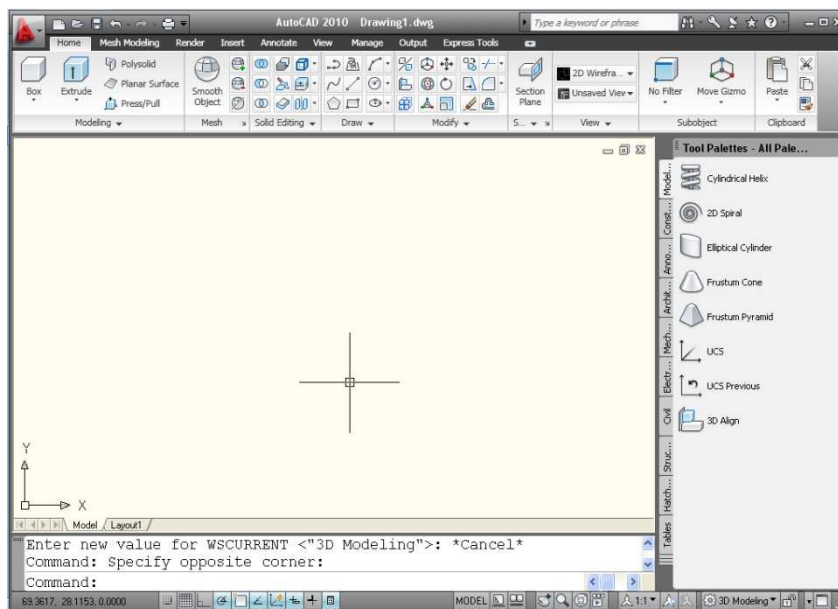 AutoCAD 2010 Drawing1.dwg
Type a keyword or phrase
Home Mesh Modeling Render Insert Annotate View Manage Output Express Tools
Box
Extrude
Polysolid
Planar Surface
Press/Pull
Smooth Object
Section Plane
2D Wirefra...
Unsaved View
No Filter
Move Gizmo
Paste
Modeling
Mesh
Solid Editing
Draw
Modify
S...
View
Subobject
Clipboard
Tool Palettes - All Pale...
Model...
Const...
Anno...
Archit...
Mech...
Electr...
Civil
Struc...
Hatch...
Tables
Cylindrical Helix
2D Spiral
Elliptical Cylinder
Frustum Cone
Frustum Pyramid
UCS
UCS Previous
3D Align
Y
X
Model Layout1
Enter new value for WSCURRENT <"3D Modeling">: *Cancel*
Command: Specify opposite corner:
Command:
69.3617, 28.1153, 0.0000 MODEL 1:1 3D Modeling